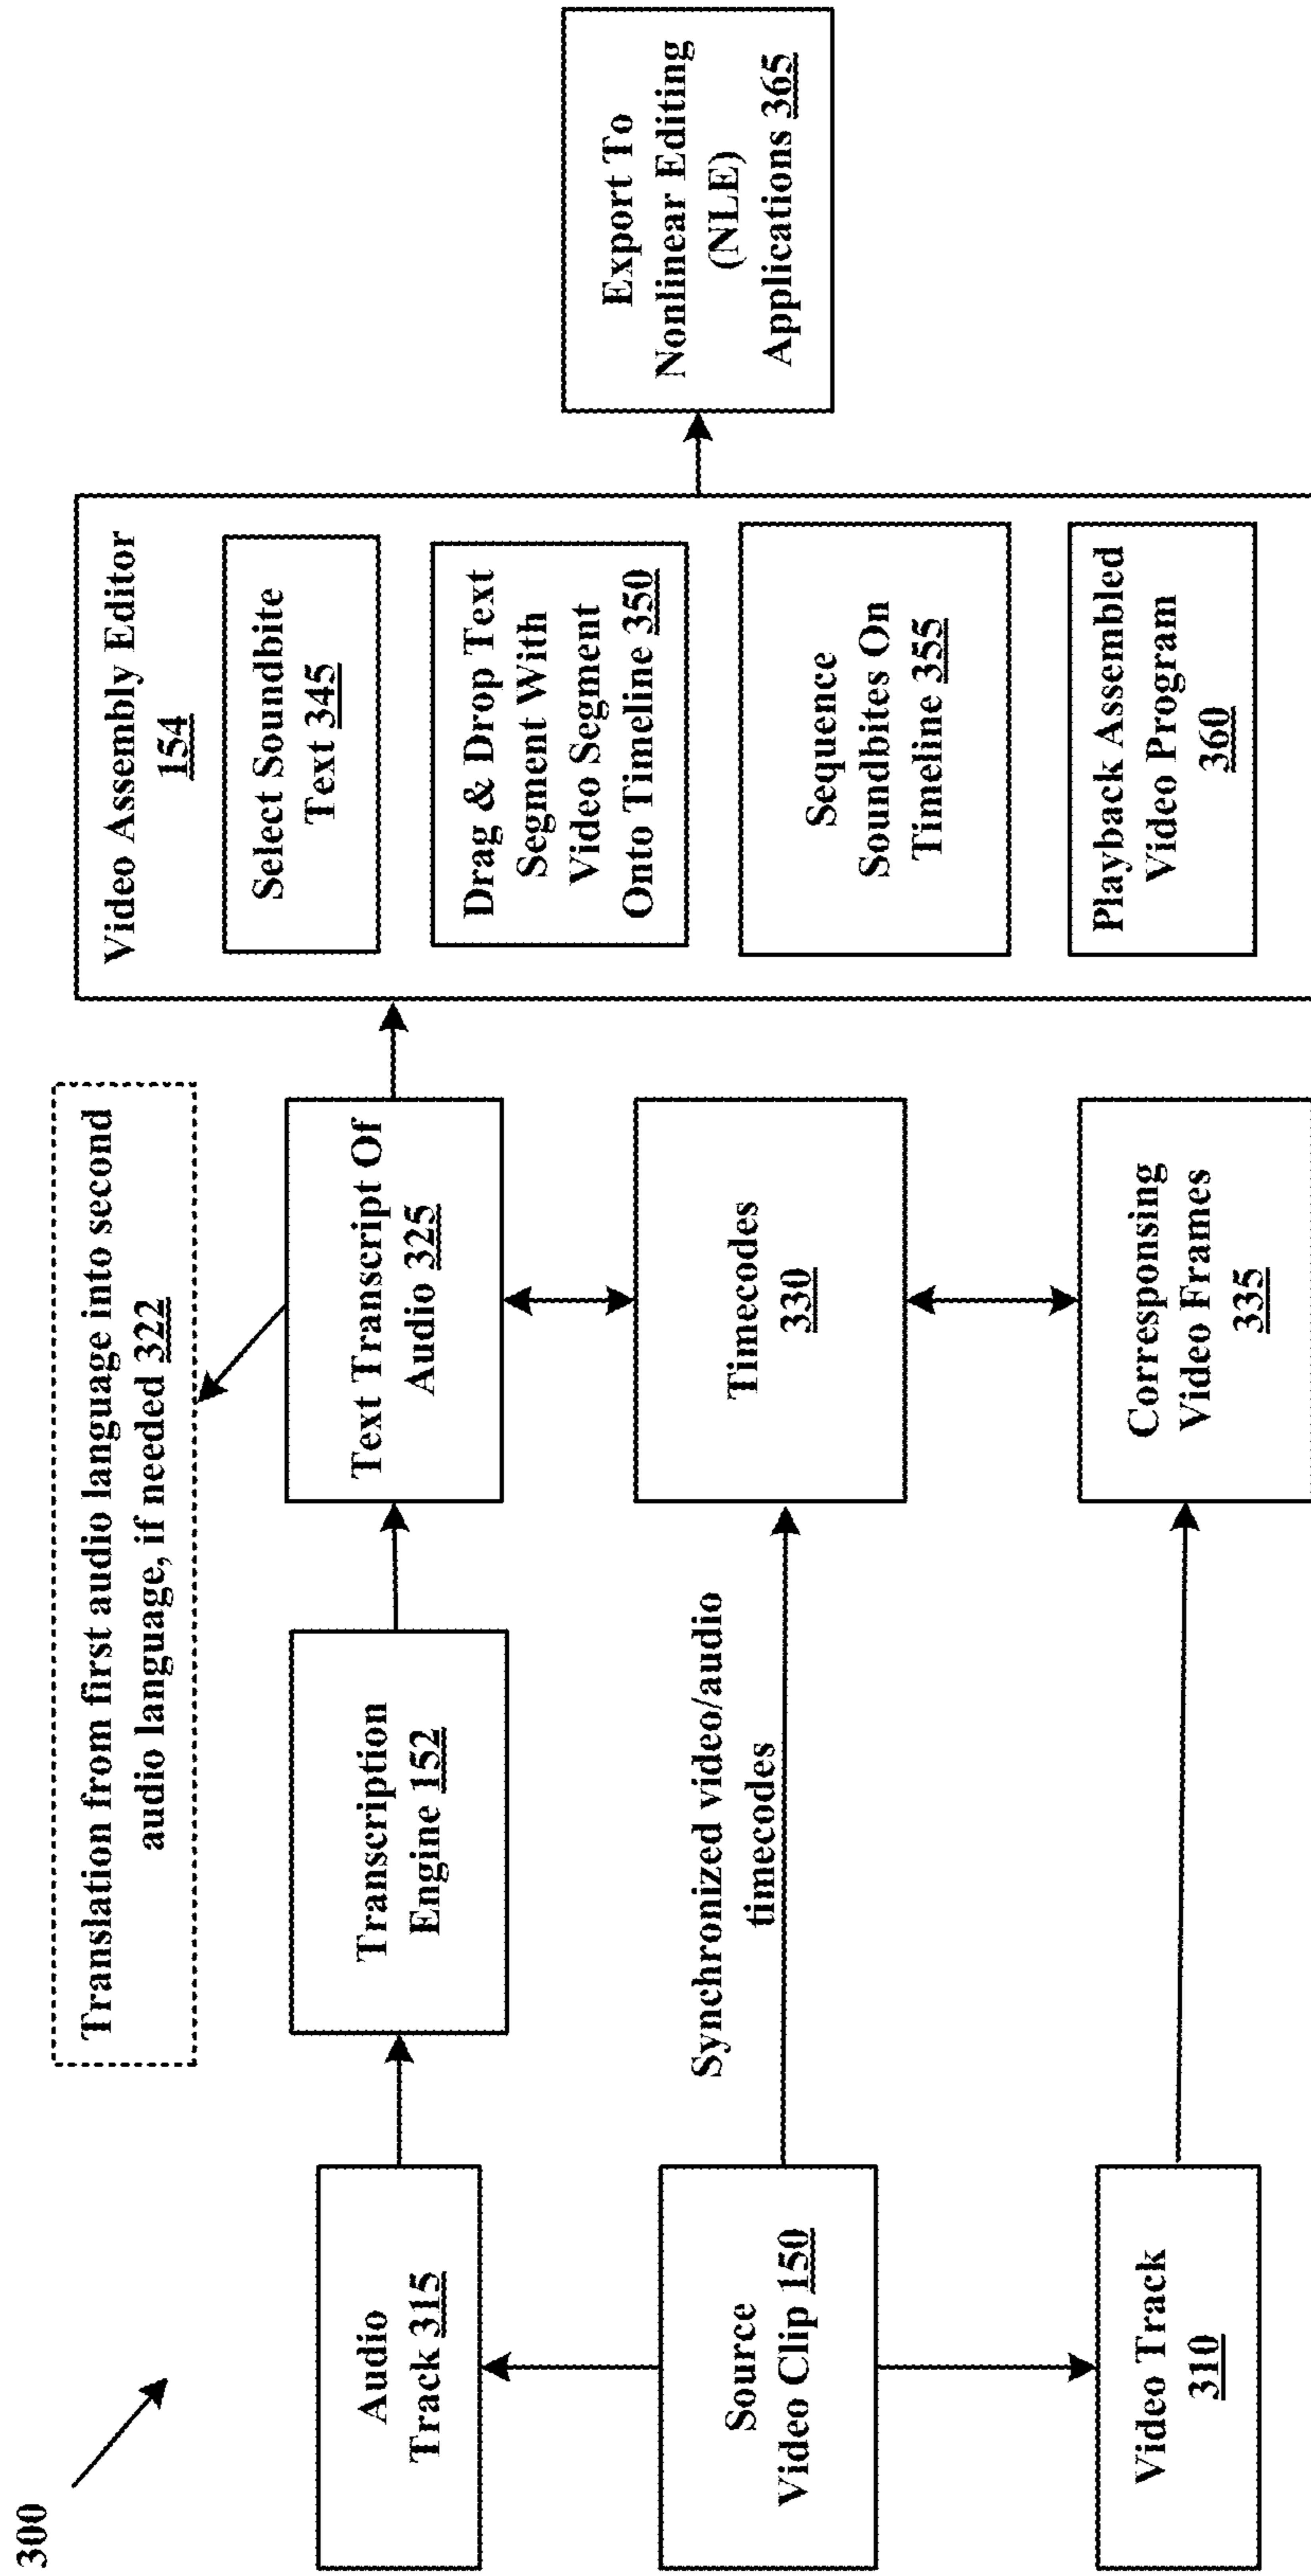 300
Translation from first audio language into second
audio language, if needed 322
Audio
Track 315
Transcription
Engine 152
Text Transcript Of
Audio 325
Source
Video Clip 150
Synchronized video/audio
timecodes
Timecodes
330
Video Track
310
Corresponsing
Video Frames
335
Video Assembly Editor
154
Select Soundbite
Text 345
Drag & Drop Text
Segment With
Video Segment
Onto Timeline 350
Sequence
Soundbites On
Timeline 355
Playback Assembled
Video Program
360
Export To
Nonlinear Editing
(NLE)
Applications 365